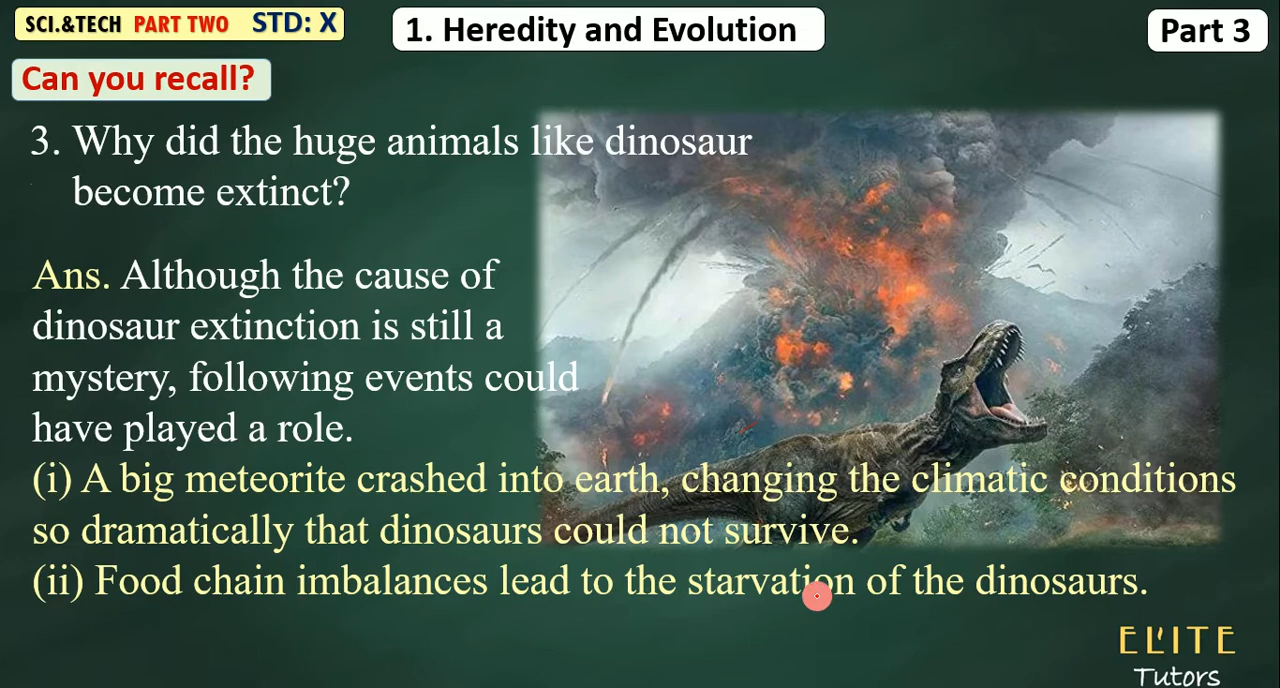 SCI.&TECH PART TWO STD: X
1. Heredity and Evolution
Part 3
Can you recall?
3. Why did the huge animals like dinosaur
become extinct?
Ans. Although the cause of
dinosaur extinction is still a
mystery, following events could
have played a role.
(i) A big meteorite crashed into earth, changing the climatic conditions
so dramatically that dinosaurs could not survive.
(ii) Food chain imbalances lead to the starvation of the dinosaurs.
ELITE
Tutors